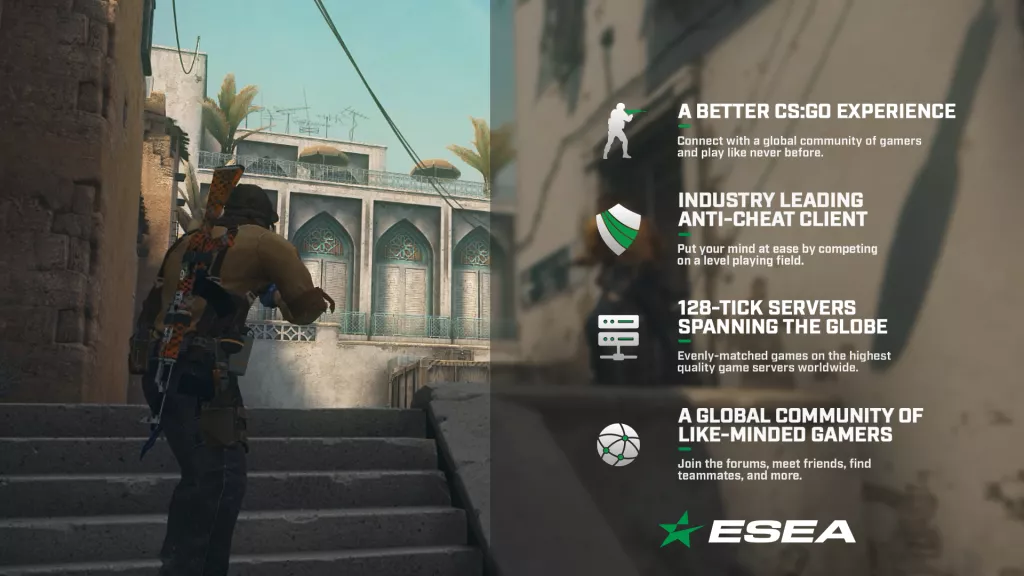 A BETTER CS:GO EXPERIENCE
Connect with a global community of gamers
and play like never before.
INDUSTRY LEADING
ANTI-CHEAT CLIENT
Put your mind at ease by competing
on a level playing field.
128-TICK SERVERS
SPANNING THE GLOBE
Evenly-matched games on the highest
quality game servers worldwide.
A GLOBAL COMMUNITY OF
LIKE-MINDED GAMERS
Join the forums, meet friends, find
teammates, and more.
ESEA